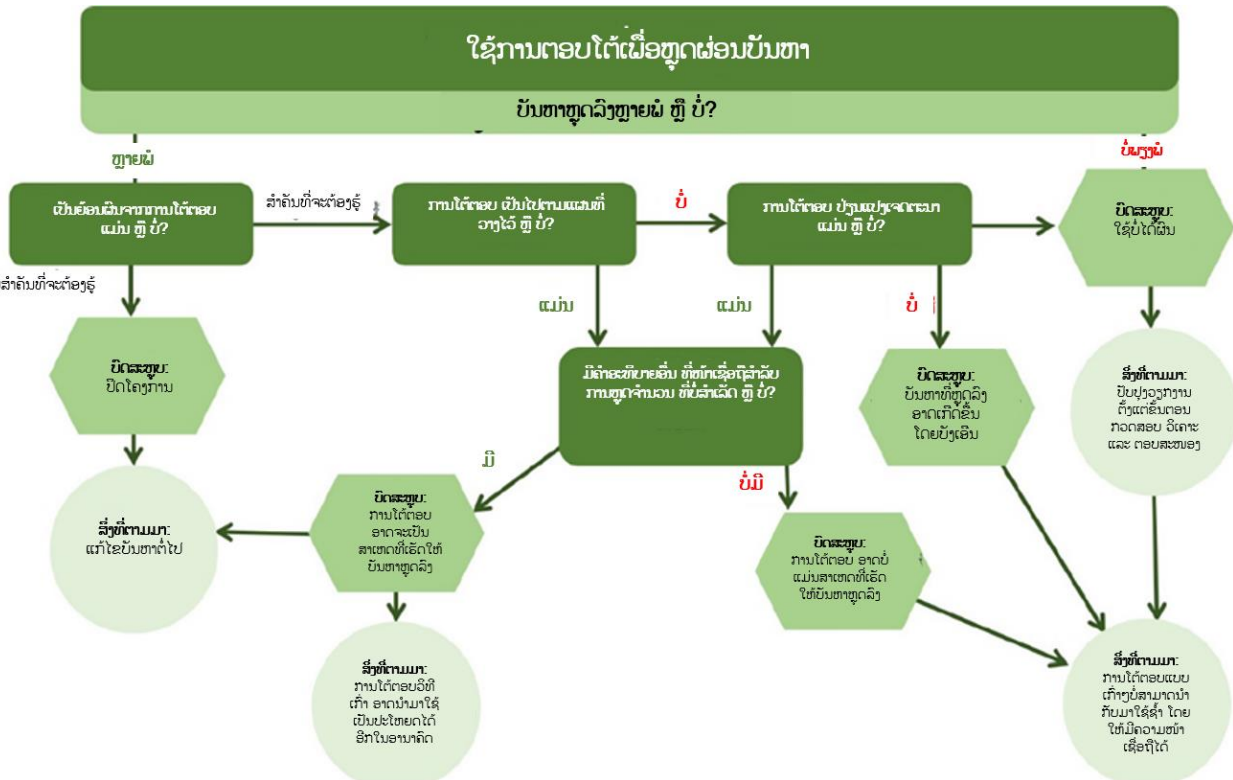 ໃຊ້ການຕອບໂຕ້ເພື່ອຫຼຸດຜ່ອນບັນຫາ
ບັນຫາຫຼຸດລົງຫຼາຍພໍ ຫຼື ບໍ່?
ຫຼາຍພໍ
ບໍ່ພຽງພໍ
ເປັນຍ້ອນຜົນຈາກການໂຕ້ຕອບ
ແມ່ນ ຫຼື ບໍ່?
ສຳຄັນທີ່ຈະຕ້ອງຮູ້
ການໂຕ້ຕອບ ເປັນໄປຕາມແຜນທີ່
ວາງໄວ້ ຫຼື ບໍ່?
ບໍ່
ການໂຕ້ຕອບ ປ່ຽນແປງເຈດຕະນາ
ແມ່ນ ຫຼື ບໍ່?
ບົດສະຫຼຸບ:
ໃຊ້ບໍ່ໄດ້ຜົນ
ສຳຄັນທີ່ຈະຕ້ອງຮູ້
ແມ່ນ
ແມ່ນ
ບໍ່
ບົດສະຫຼຸບ:
ປິດໂຄງການ
ມີຄຳອະທິບາຍອື່ນ ທີ່ໜ້າເຊື່ອຖືສຳລັບ
ການຫຼຸດຈຳນວນ ທີ່ບໍ່ສຳເລັດ ຫຼື ບໍ່?
ບົດສະຫຼຸບ:
ບັນຫາທີ່ຫຼຸດລົງ
ອາດເກີດຂຶ້ນ
ໂດຍບັງເອີນ
ສິ່ງທີ່ຕາມມາ:
ປັບປຸງວຽກງານ
ຕັ້ງແຕ່ຂັ້ນຕອນ
ກວດສອບ ວິເຄາະ
ແລະ ຕອບສະໜອງ
ມີ
ບໍ່ມີ
ສິ່ງທີ່ຕາມມາ:
ແກ້ໄຂບັນຫາຕໍ່ໄປ
ບົດສະຫຼຸບ:
ການໂຕ້ຕອບ
ອາດຈະເປັນ
ສາເຫດທີ່ເຮັດໃຫ້
ບັນຫາຫຼຸດລົງ
ບົດສະຫຼຸບ:
ການໂຕ້ຕອບ ອາດບໍ່
ແມ່ນສາເຫດທີ່ເຮັດ
ໃຫ້ບັນຫາຫຼຸດລົງ
ສິ່ງທີ່ຕາມມາ:
ການໂຕ້ຕອບວິທີ
ເກົ່າ ອາດນຳມາໃຊ້
ເປັນປະໂຫຍດໄດ້
ອີກໃນອານາຄົດ
ສິ່ງທີ່ຕາມມາ:
ການໂຕ້ຕອບແບບ
ເກົ່າໆບໍ່ສາມາດນຳ
ກັບມາໃຊ້ຊ້ຳ ໂດຍ
ໃຫ້ມີຄວາມໜ້າ
ເຊື່ອຖືໄດ້